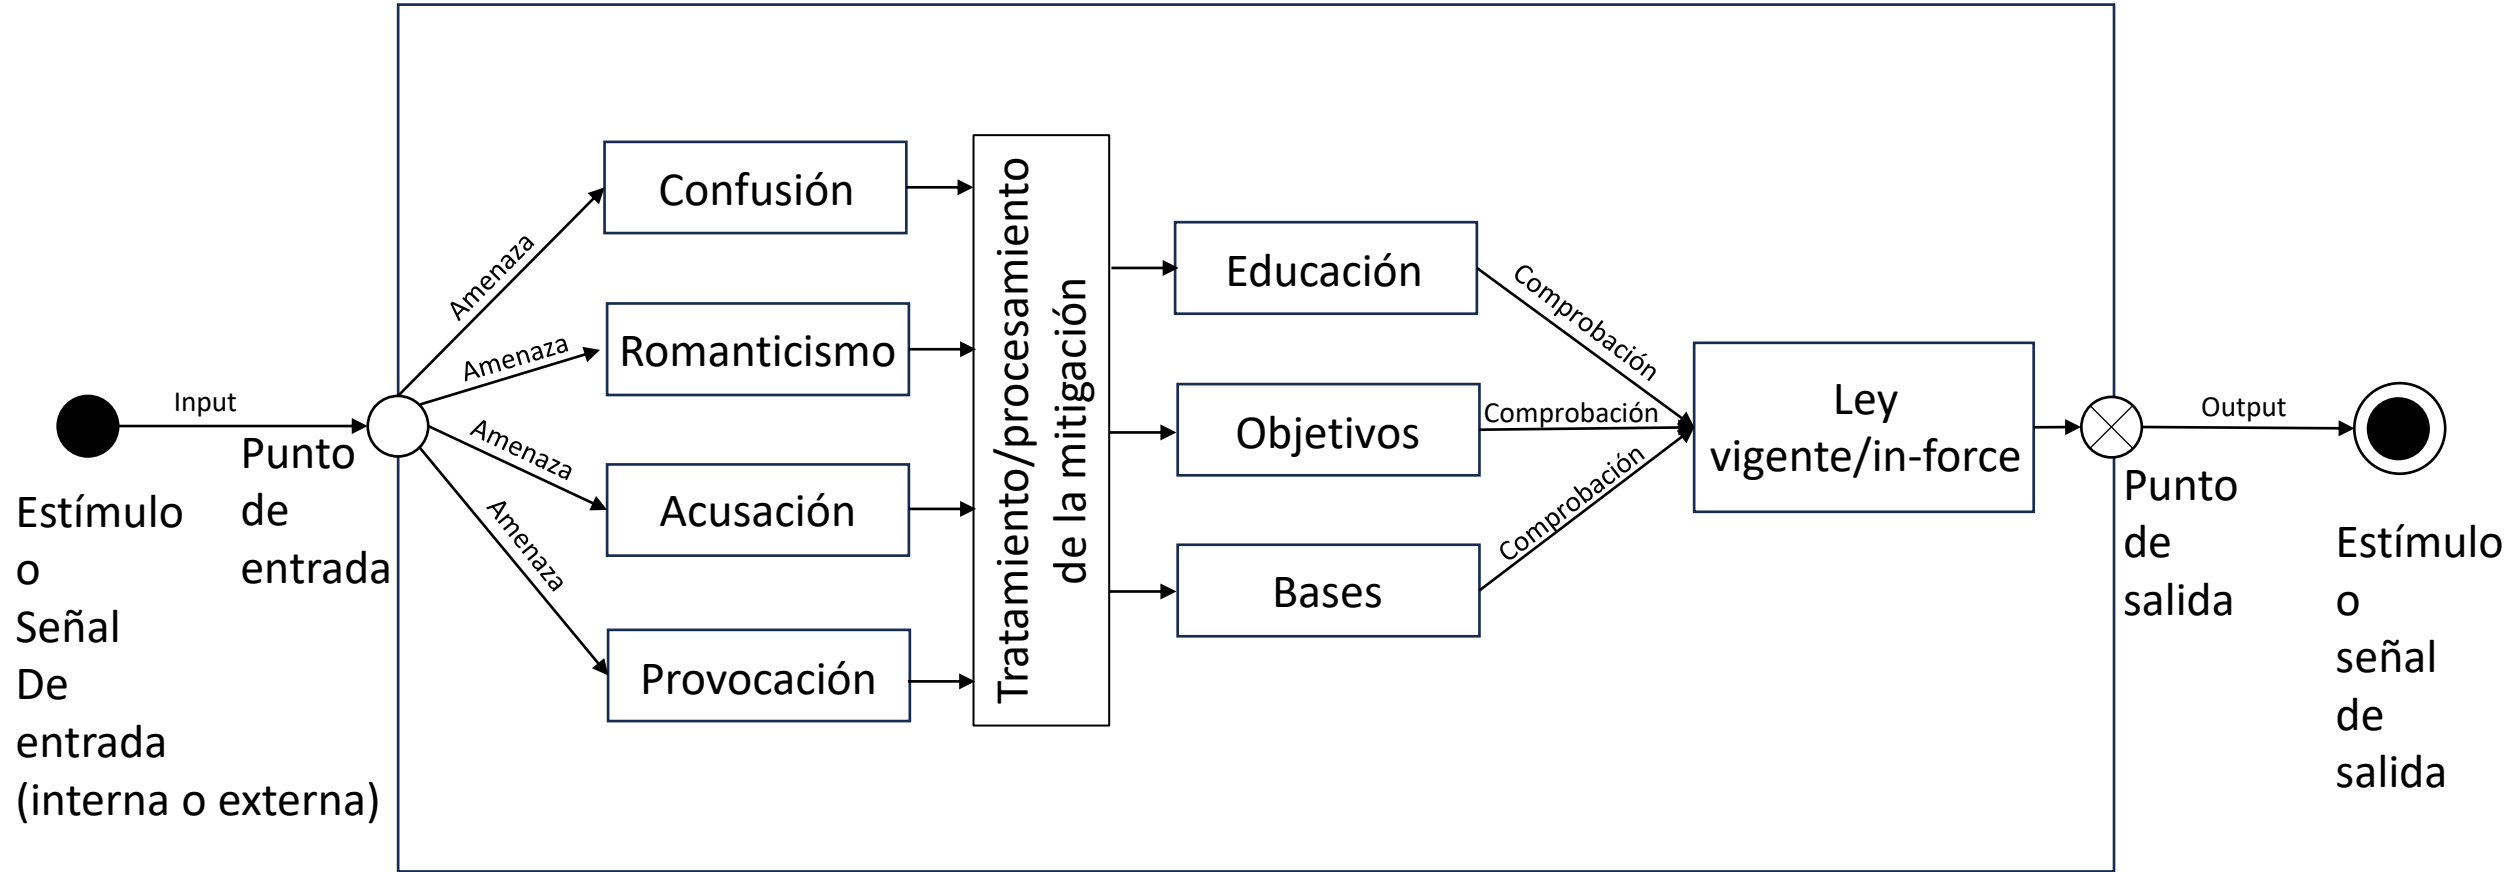 Input
Punto
de
entrada
Estímulo
o
Señal
De
entrada
(interna o externa)
Amenaza
Amenaza
Amenaza
Amenaza
Confusión
Romanticismo
Acusación
Provocación
Tratamiento/procesamiento
de la mitigación
Educación
Objetivos
Bases
Comprobación
Comprobación
Comprobación
Ley
vigente/in-force
Punto
de
salida
Output
Estímulo
o
señal
de
salida